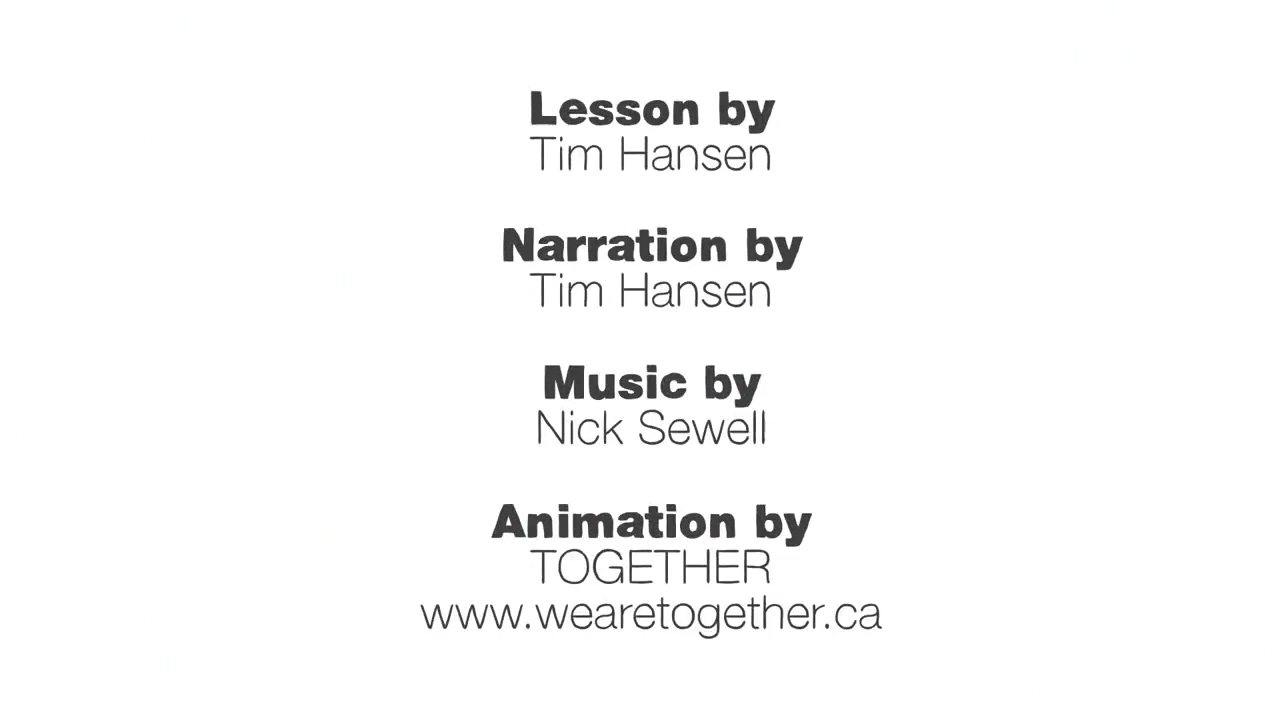 Lesson by
Tim Hansen
Narration by
Tim Hansen
Music by
Nick Sewell
Animation by
TOGETHER
www.wearetogether.ca